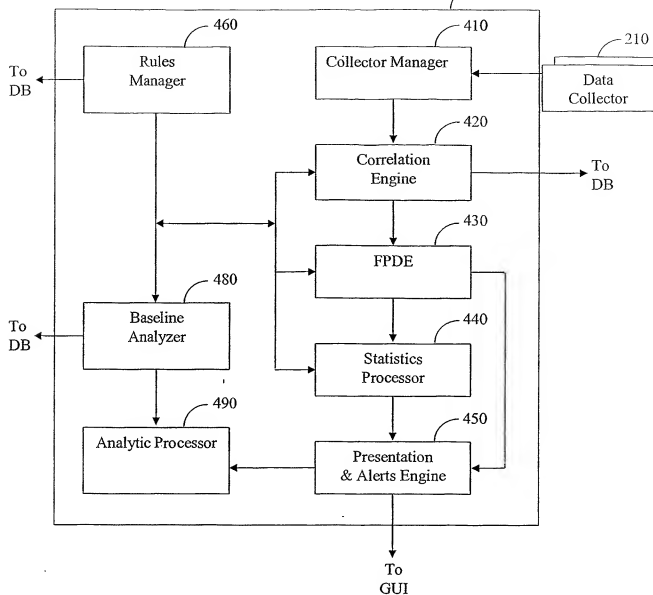 460
410
210
To
DB
Rules
Manager
Collector Manager
Data
Collector
420
Correlation
Engine
To
DB
430
FPDE
480
To
DB
Baseline
Analyzer
440
Statistics
Processor
490
Analytic Processor
450
Presentation
& Alerts Engine
To
GUI